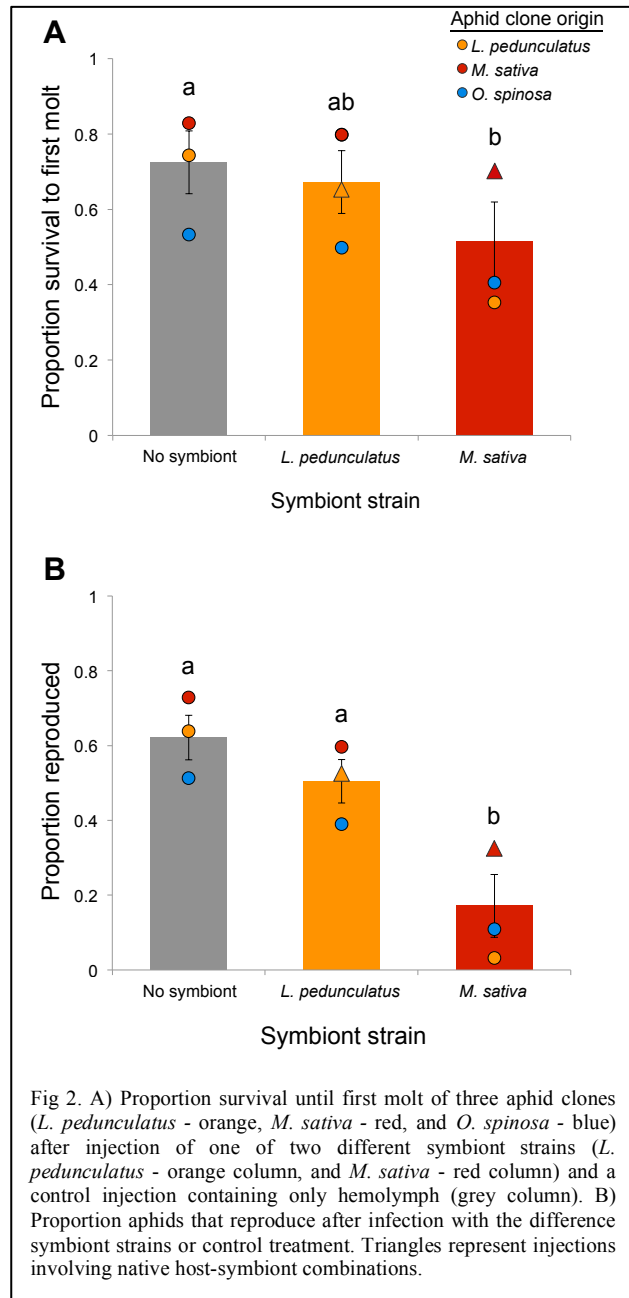 A
Aphid clone origin
L. pedunculatus
M. sativa
O. spinosa
1
0.8
0.6
0.4
0.2
0
Proportion survival to first molt
a
ab
b
No symbiont
L. pedunculatus
M. sativa
Symbiont strain
B
1
0.8
0.6
0.4
0.2
0
Proportion reproduced
a
a
b
No symbiont
L. pedunculatus
M. sativa
Symbiont strain
Fig 2. A) Proportion survival until first molt of three aphid clones
(L. pedunculatus - orange, M. sativa - red, and O. spinosa - blue)
after injection of one of two different symbiont strains (L.
pedunculatus - orange column, and M. sativa - red column) and a
control injection containing only hemolymph (grey column). B)
Proportion aphids that reproduce after infection with the difference
symbiont strains or control treatment. Triangles represent injections
involving native host-symbiont combinations.